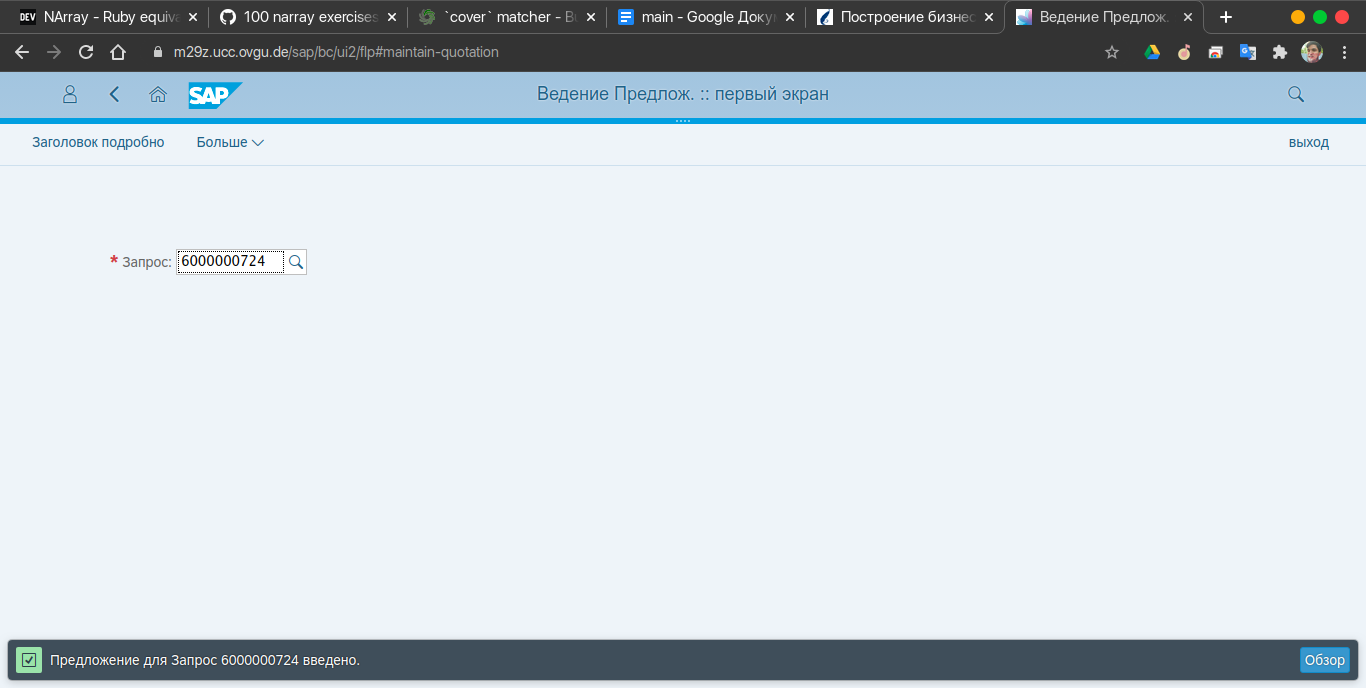 DEV NArray - Ruby equiva
100 narray exercises
`cover` matcher - Bu
main - Google Доку
Построение бизнес
Ведение Предлож.
m29z.ucc.ovgu.de/sap/bc/ui2/flp#maintain-quotation
SAP
Ведение Предлож. :: первый экран
Заголовок подробно Больше выход
* Запрос: 6000000724
Предложение для Запрос 6000000724 введено. Обзор